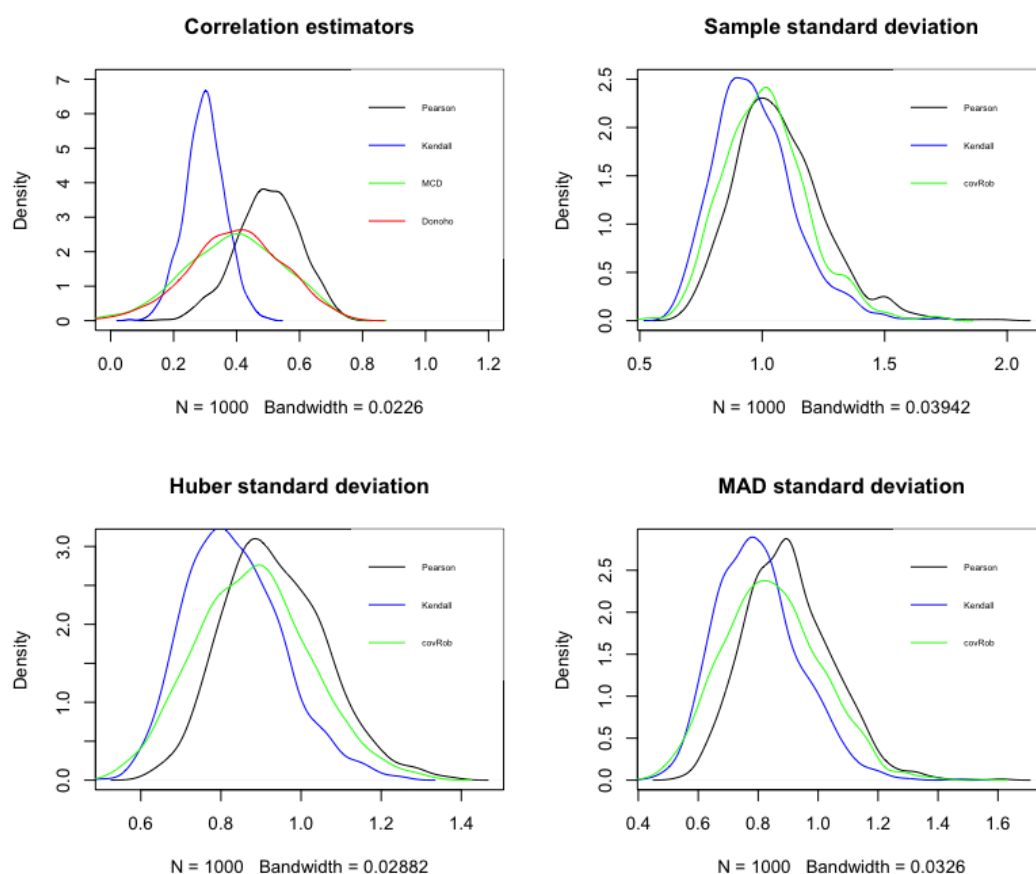 Correlation estimators
Density
7
6
5
4
3
2
1
0
Pearson
Kendall
MCD
Donoho
0.0 0.2 0.4 0.6 0.8 1.0 1.2
N = 1000 Bandwidth = 0.0226
Sample standard deviation
Density
2.5
2.0
1.5
1.0
0.5
0.0
Pearson
Kendall
covRob
0.5 1.0 1.5 2.0
N = 1000 Bandwidth = 0.03942
Huber standard deviation
Density
3.0
2.0
1.0
0.0
Pearson
Kendall
covRob
0.6 0.8 1.0 1.2 1.4
N = 1000 Bandwidth = 0.02882
MAD standard deviation
Density
2.5
2.0
1.5
1.0
0.5
0.0
Pearson
Kendall
covRob
0.4 0.6 0.8 1.0 1.2 1.4 1.6
N = 1000 Bandwidth = 0.0326